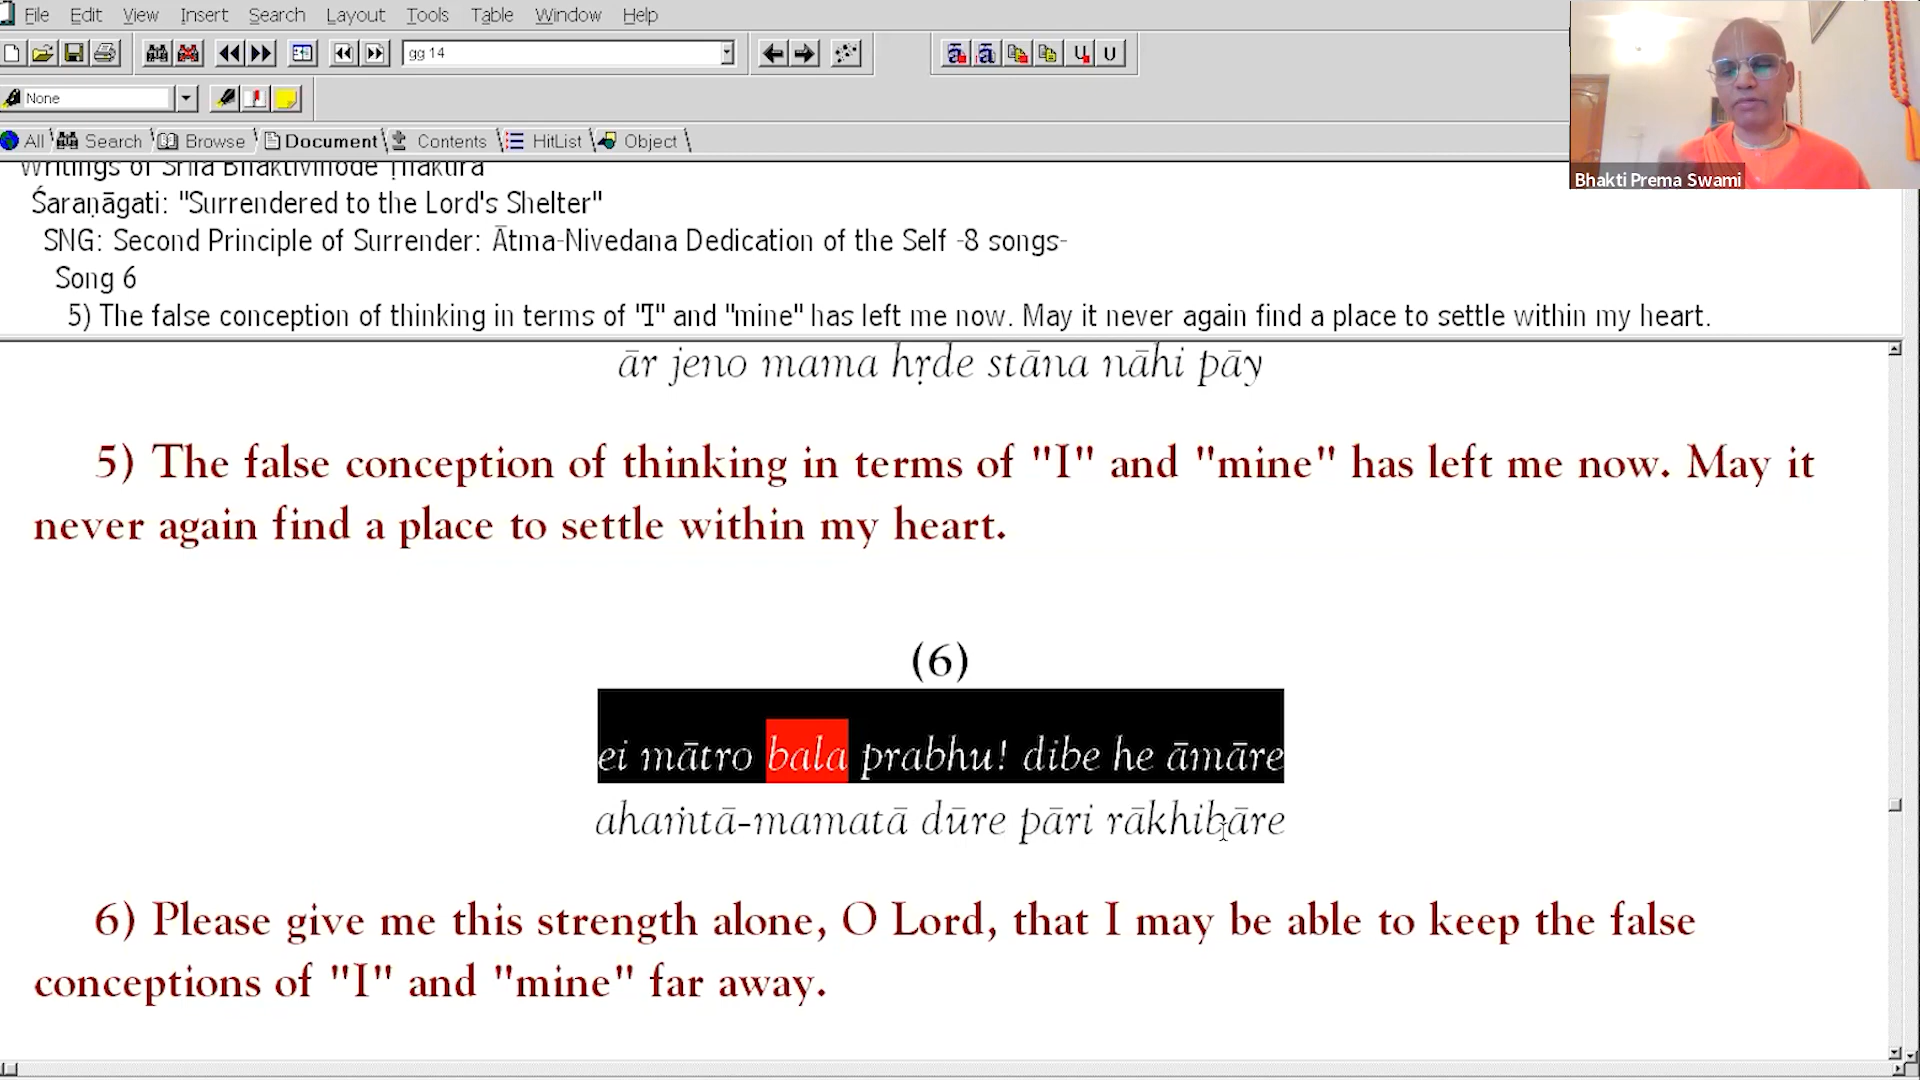 File Edit View Insert Search Layout Tools Table Window Help
gg 14
None
All Search Browse Document Contents HitList Object
Writings of Śrīla Bhaktivinode Ṭhākura
Śaraṇāgati: "Surrendered to the Lord's Shelter"
SNG: Second Principle of Surrender: Ātma-Nivedana Dedication of the Self -8 songs-
Song 6
5) The false conception of thinking in terms of "I" and "mine" has left me now. May it never again find a place to settle within my heart.
Bhakti Prema Swami
ār jeno mama hṛde stāna nāhi pāy
5) The false conception of thinking in terms of "I" and "mine" has left me now. May it
never again find a place to settle within my heart.
(6)
ei mātro bala prabhu! dibe he āmāre
ahaṁtā-mamatā dūre pāri rākhibāre
6) Please give me this strength alone, O Lord, that I may be able to keep the false
conceptions of "I" and "mine" far away.